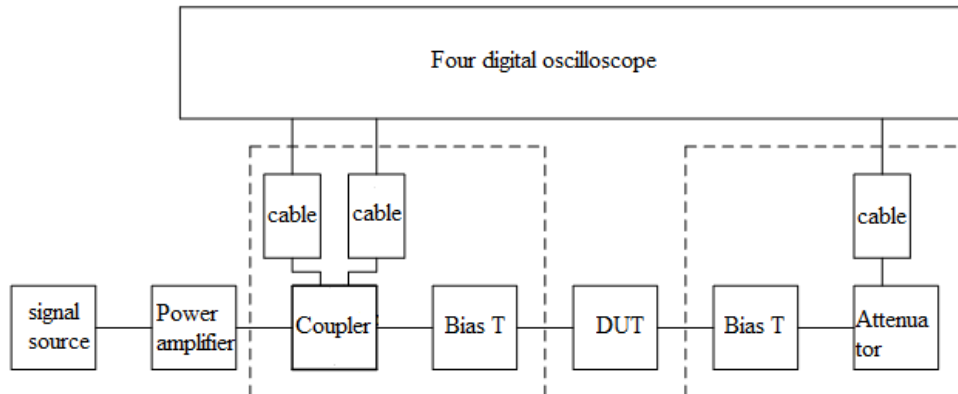 Four digital oscilloscope
cable
cable
cable
signal
source
Power
amplifier
Coupler
Bias T
DUT
Bias T
Attenua
tor